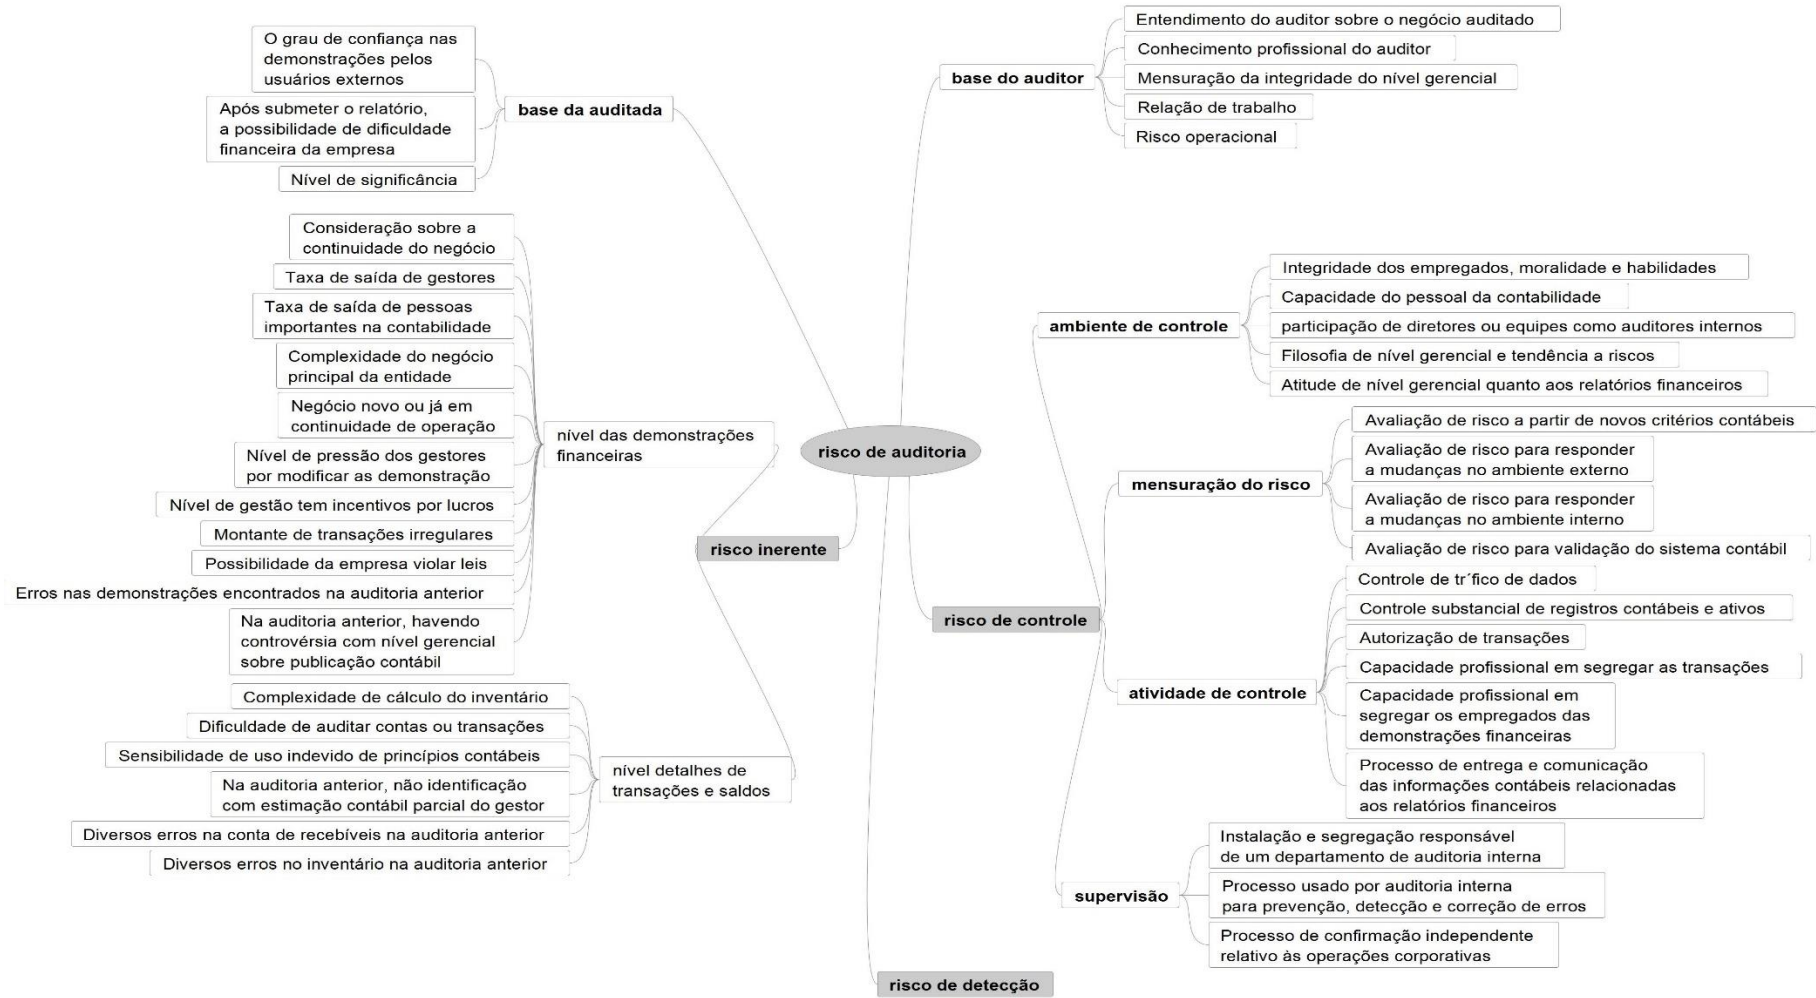 O grau de confiança nas
demonstrações pelos
usuários externos
Após submeter o relatório,
a possibilidade de dificuldade
financeira da empresa
Nível de significância
base da auditada
Consideração sobre a
continuidade do negócio
Taxa de saída de gestores
Taxa de saída de pessoas
importantes na contabilidade
Complexidade do negócio
principal da entidade
Negócio novo ou já em
continuidade de operação
Nível de pressão dos gestores
por modificar as demonstração
Nível de gestão tem incentivos por lucros
Montante de transações irregulares
Possibilidade da empresa violar leis
Erros nas demonstrações encontrados na auditoria anterior
Na auditoria anterior, havendo
controvérsia com nível gerencial
sobre publicação contábil
nível das demonstrações
financeiras
Complexidade de cálculo do inventário
Dificuldade de auditar contas ou transações
Sensibilidade de uso indevido de princípios contábeis
Na auditoria anterior, não identificação
com estimação contábil parcial do gestor
Diversos erros na conta de recebíveis na auditoria anterior
Diversos erros no inventário na auditoria anterior
nível detalhes de
transações e saldos
risco inerente
risco de auditoria
base do auditor
Entendimento do auditor sobre o negócio auditado
Conhecimento profissional do auditor
Mensuração da integridade do nível gerencial
Relação de trabalho
Risco operacional
risco de controle
ambiente de controle
Integridade dos empregados, moralidade e habilidades
Capacidade do pessoal da contabilidade
participação de diretores ou equipes como auditores internos
Filosofia de nível gerencial e tendência a riscos
Atitude de nível gerencial quanto aos relatórios financeiros
mensuração do risco
Avaliação de risco a partir de novos critérios contábeis
Avaliação de risco para responder
a mudanças no ambiente externo
Avaliação de risco para responder
a mudanças no ambiente interno
Avaliação de risco para validação do sistema contábil
atividade de controle
Controle de tr´fico de dados
Controle substancial de registros contábeis e ativos
Autorização de transações
Capacidade profissional em segregar as transações
Capacidade profissional em
segregar os empregados das
demonstrações financeiras
Processo de entrega e comunicação
das informações contábeis relacionadas
aos relatórios financeiros
supervisão
Instalação e segregação responsável
de um departamento de auditoria interna
Processo usado por auditoria interna
para prevenção, detecção e correção de erros
Processo de confirmação independente
relativo às operações corporativas
risco de detecção